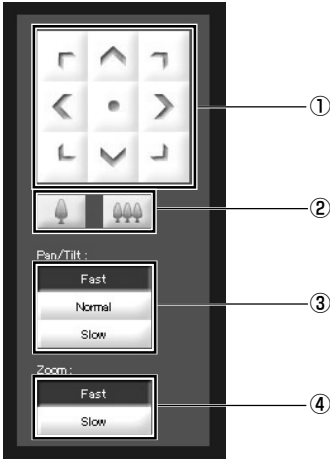 ①
②
Pan/Tilt :
Fast
Normal
Slow
③
Zoom :
Fast
Slow
④